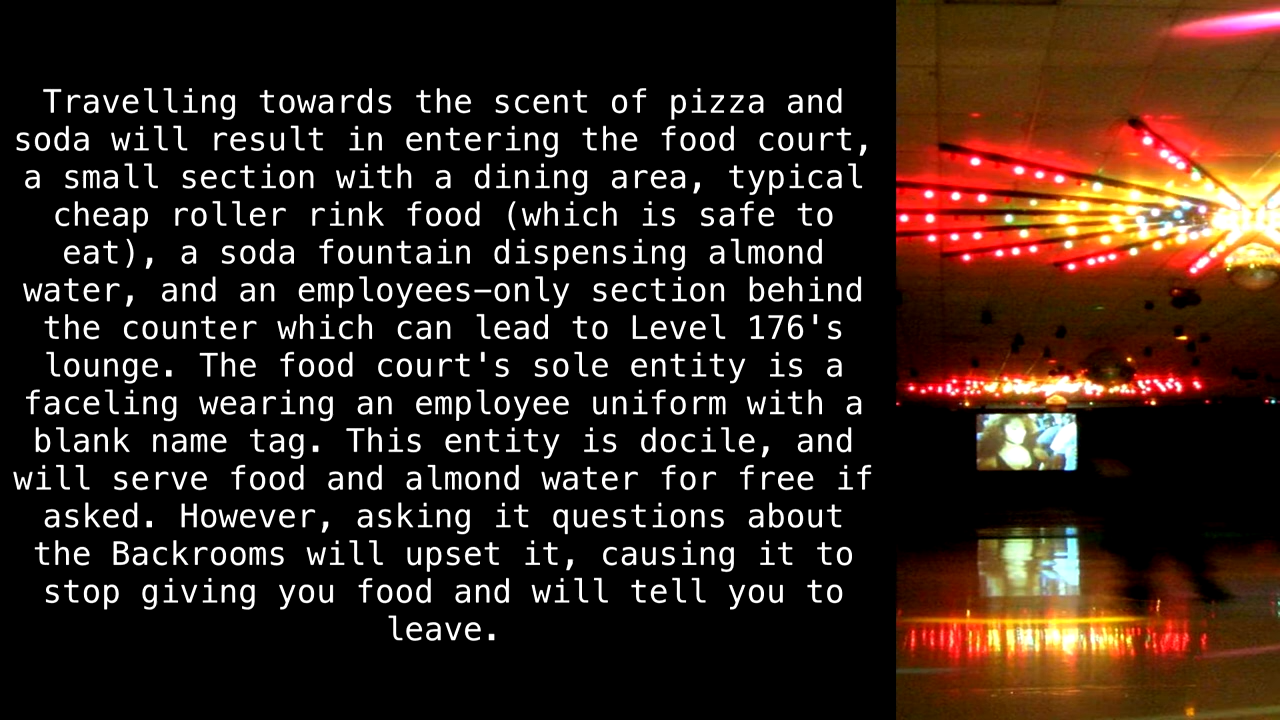 Travelling towards the scent of pizza and
soda will result in entering the food court,
a small section with a dining area, typical
cheap roller rink food (which is safe to
eat), a soda fountain dispensing almond
water, and an employees–only section behind
the counter which can lead to Level 176's
lounge. The food court's sole entity is a
faceling wearing an employee uniform with a
blank name tag. This entity is docile, and
will serve food and almond water for free if
asked. However, asking it questions about
the Backrooms will upset it, causing it to
stop giving you food and will tell you to
leave.